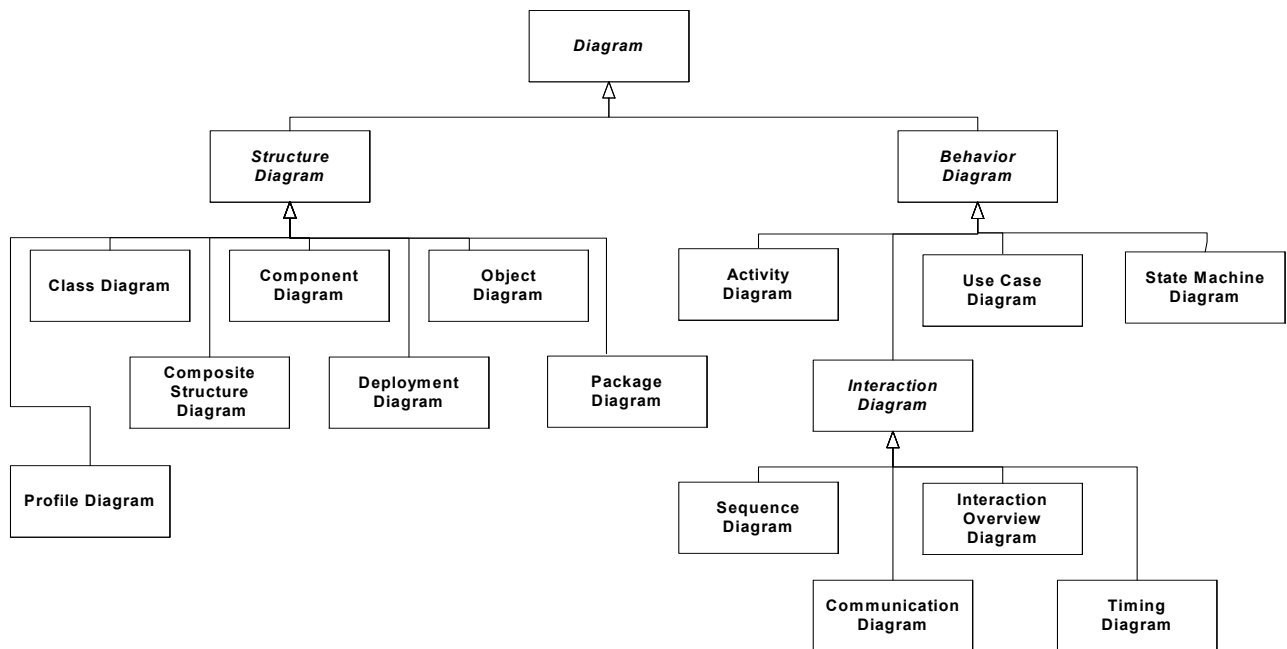 Diagram
Structure
Diagram
Behavior
Diagram
Class Diagram
Component
Diagram
Object
Diagram
Activity
Diagram
Use Case
Diagram
State Machine
Diagram
Composite
Structure
Diagram
Deployment
Diagram
Package
Diagram
Interaction
Diagram
Profile Diagram
Sequence
Diagram
Interaction
Overview
Diagram
Communication
Diagram
Timing
Diagram